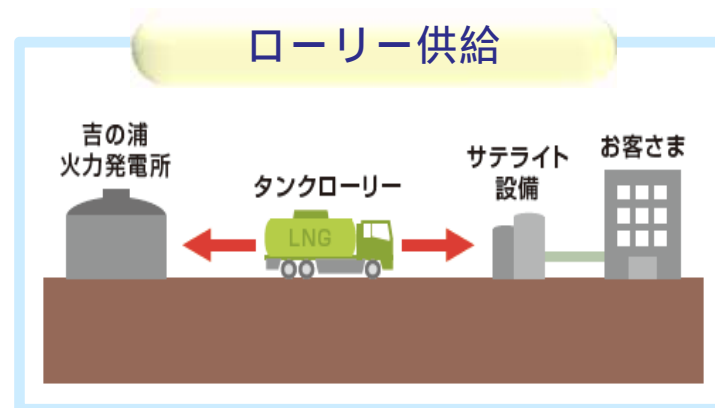 ローリー供給
吉の浦
火力発電所
タンクローリー
LNG
サテライト
設備
お客さま